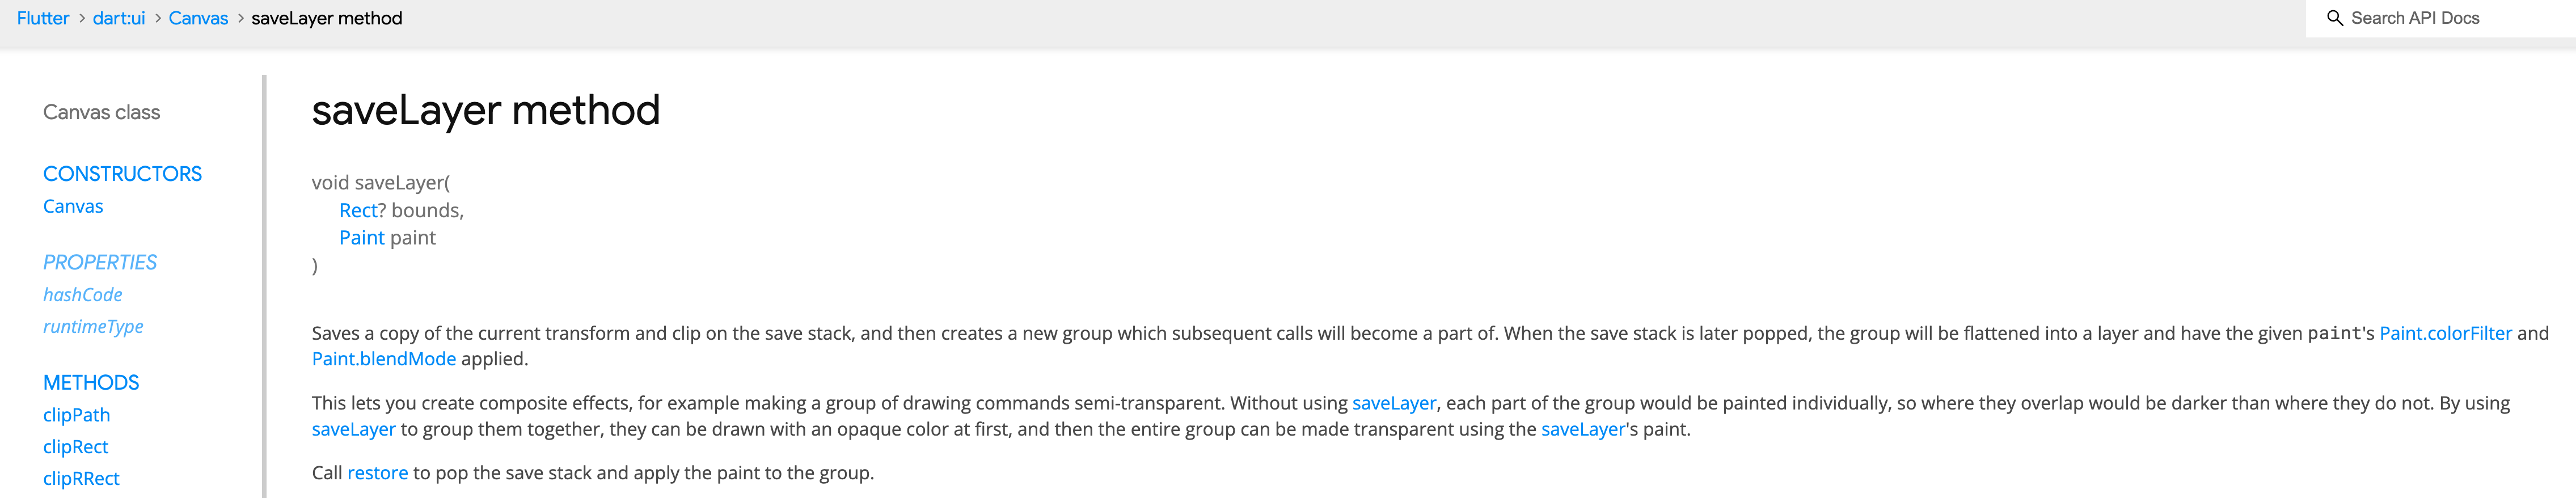 Flutter > dart:ui > Canvas > saveLayer method
Search API Docs
Canvas class
CONSTRUCTORS
Canvas
PROPERTIES
hashCode
runtimeType
METHODS
clipPath
clipRect
clipRRect
saveLayer method
void saveLayer(
Rect? bounds,
Paint paint
)
Saves a copy of the current transform and clip on the save stack, and then creates a new group which subsequent calls will become a part of. When the save stack is later popped, the group will be flattened into a layer and have the given paint's Paint.colorFilter and
Paint.blendMode applied.
This lets you create composite effects, for example making a group of drawing commands semi-transparent. Without using saveLayer, each part of the group would be painted individually, so where they overlap would be darker than where they do not. By using
saveLayer to group them together, they can be drawn with an opaque color at first, and then the entire group can be made transparent using the saveLayer's paint.
Call restore to pop the save stack and apply the paint to the group.